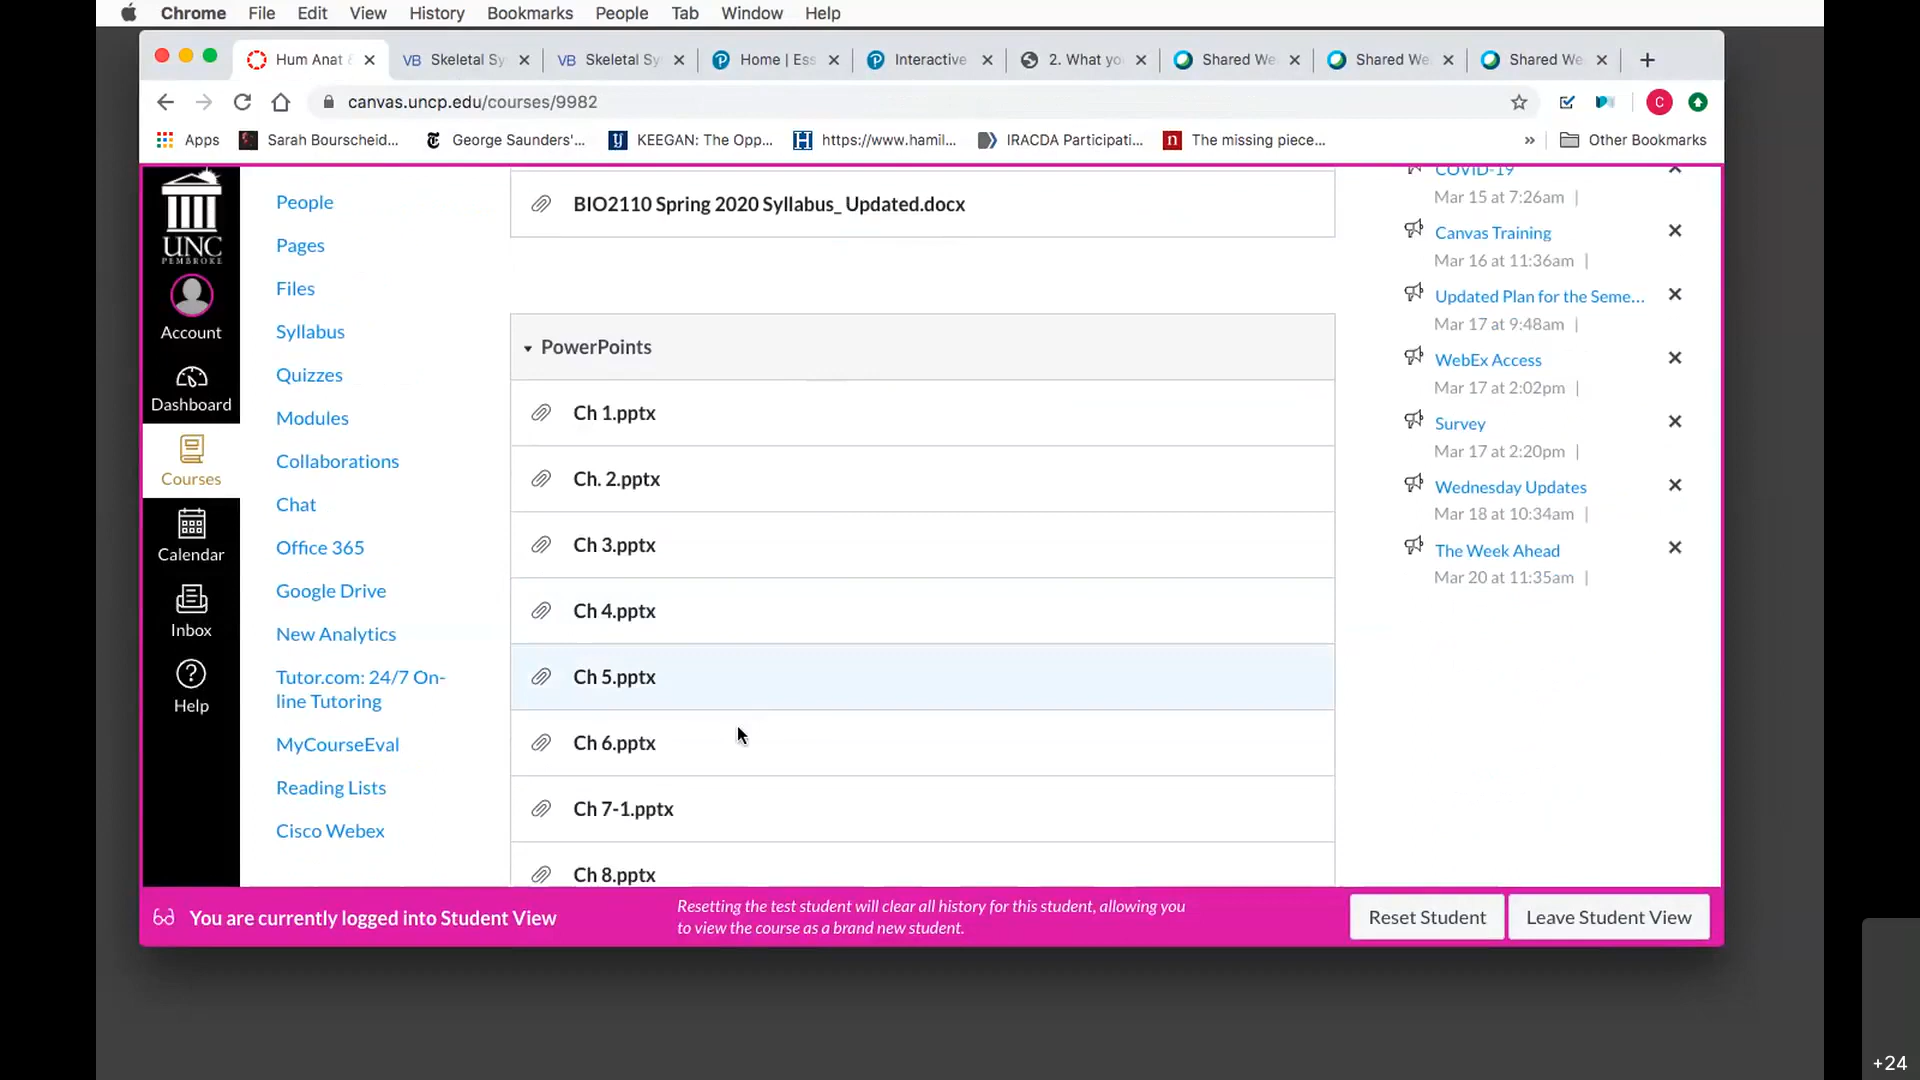 Chrome File Edit View History Bookmarks People Tab Window Help
Hum Anat &
VB Skeletal Sy
VB Skeletal Sy
Home | Ess
Interactive
2. What yo
Shared We
Shared We
Shared We
canvas.uncp.edu/courses/9982
C
Apps
Sarah Bourscheid...
George Saunders'...
KEEGAN: The Opp...
https://www.hamil...
IRACDA Participati...
The missing piece...
»
Other Bookmarks
UNC
PEMBROKE
Account
Dashboard
Courses
Calendar
Inbox
Help
People
Pages
Files
Syllabus
Quizzes
Modules
Collaborations
Chat
Office 365
Google Drive
New Analytics
Tutor.com: 24/7 On-
line Tutoring
MyCourseEval
Reading Lists
Cisco Webex
BIO2110 Spring 2020 Syllabus_ Updated.docx
PowerPoints
Ch 1.pptx
Ch. 2.pptx
Ch 3.pptx
Ch 4.pptx
Ch 5.pptx
Ch 6.pptx
Ch 7-1.pptx
Ch 8.pptx
COVID-19
Mar 15 at 7:26am |
Canvas Training
Mar 16 at 11:36am |
Updated Plan for the Seme...
Mar 17 at 9:48am |
WebEx Access
Mar 17 at 2:02pm |
Survey
Mar 17 at 2:20pm |
Wednesday Updates
Mar 18 at 10:34am |
The Week Ahead
Mar 20 at 11:35am |
You are currently logged into Student View
Resetting the test student will clear all history for this student, allowing you
to view the course as a brand new student.
Reset Student
Leave Student View
+24